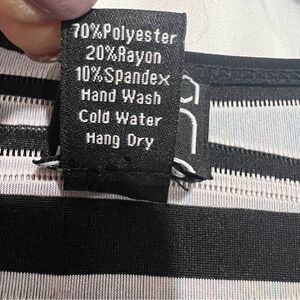 70%Polyester
20%Rayon
10%Spandex
Hand Wash
Cold Water
Hang Dry